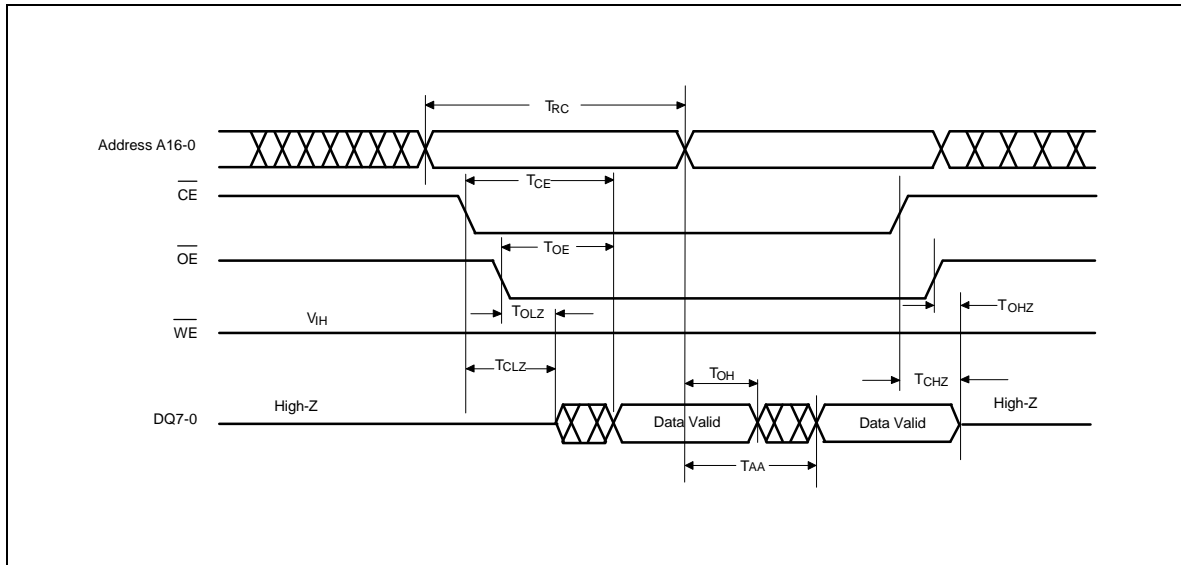 TRC
Address A16-0
TCE
CE
TOE
OE
TOLZ
TOHZ
VIH
WE
TCLZ
TOH
TCHZ
High-Z
High-Z
DQ7-0
Data Valid
Data Valid
TAA